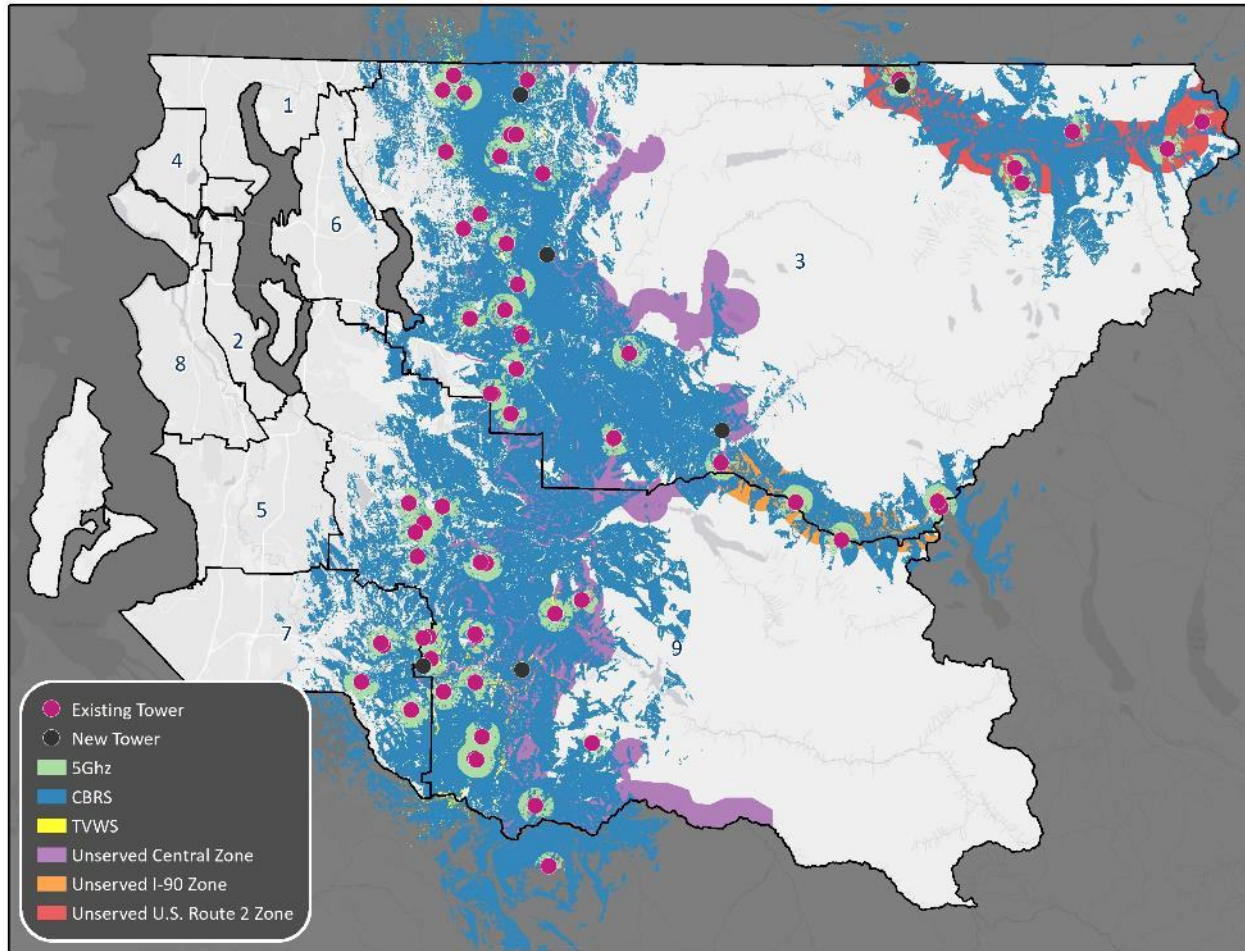 1
4
6
3
2
8
5
7
9
Existing Tower
New Tower
5Ghz
CBRS
TVWS
Unserved Central Zone
Unserved I-90 Zone
Unserved U.S. Route 2 Zone